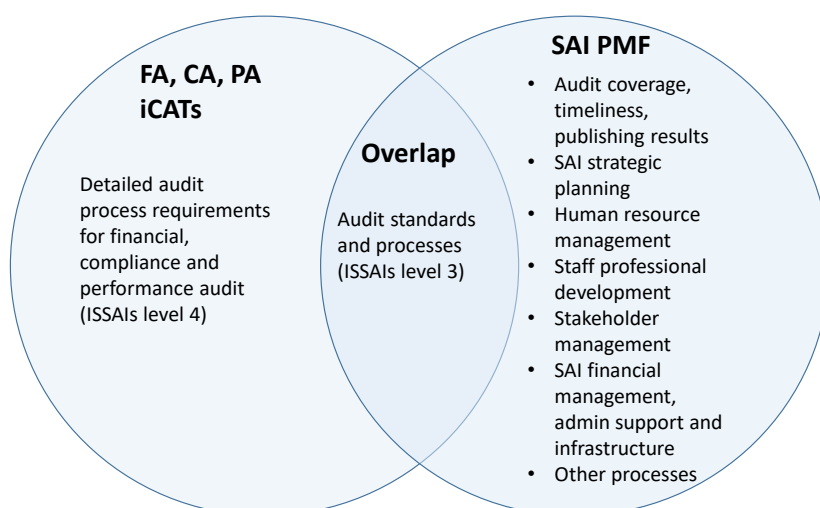 FA, CA, PA
iCATs
Detailed audit
process requirements
for financial,
compliance and
performance audit
(ISSAIs level 4)
Overlap
Audit standards
and processes
(ISSAIs level 3)
SAI PMF
• Audit coverage,
timeliness,
publishing results
• SAI strategic
planning
• Human resource
management
• Staff professional
development
• Stakeholder
management
• SAI financial
management,
admin support and
infrastructure
• Other processes